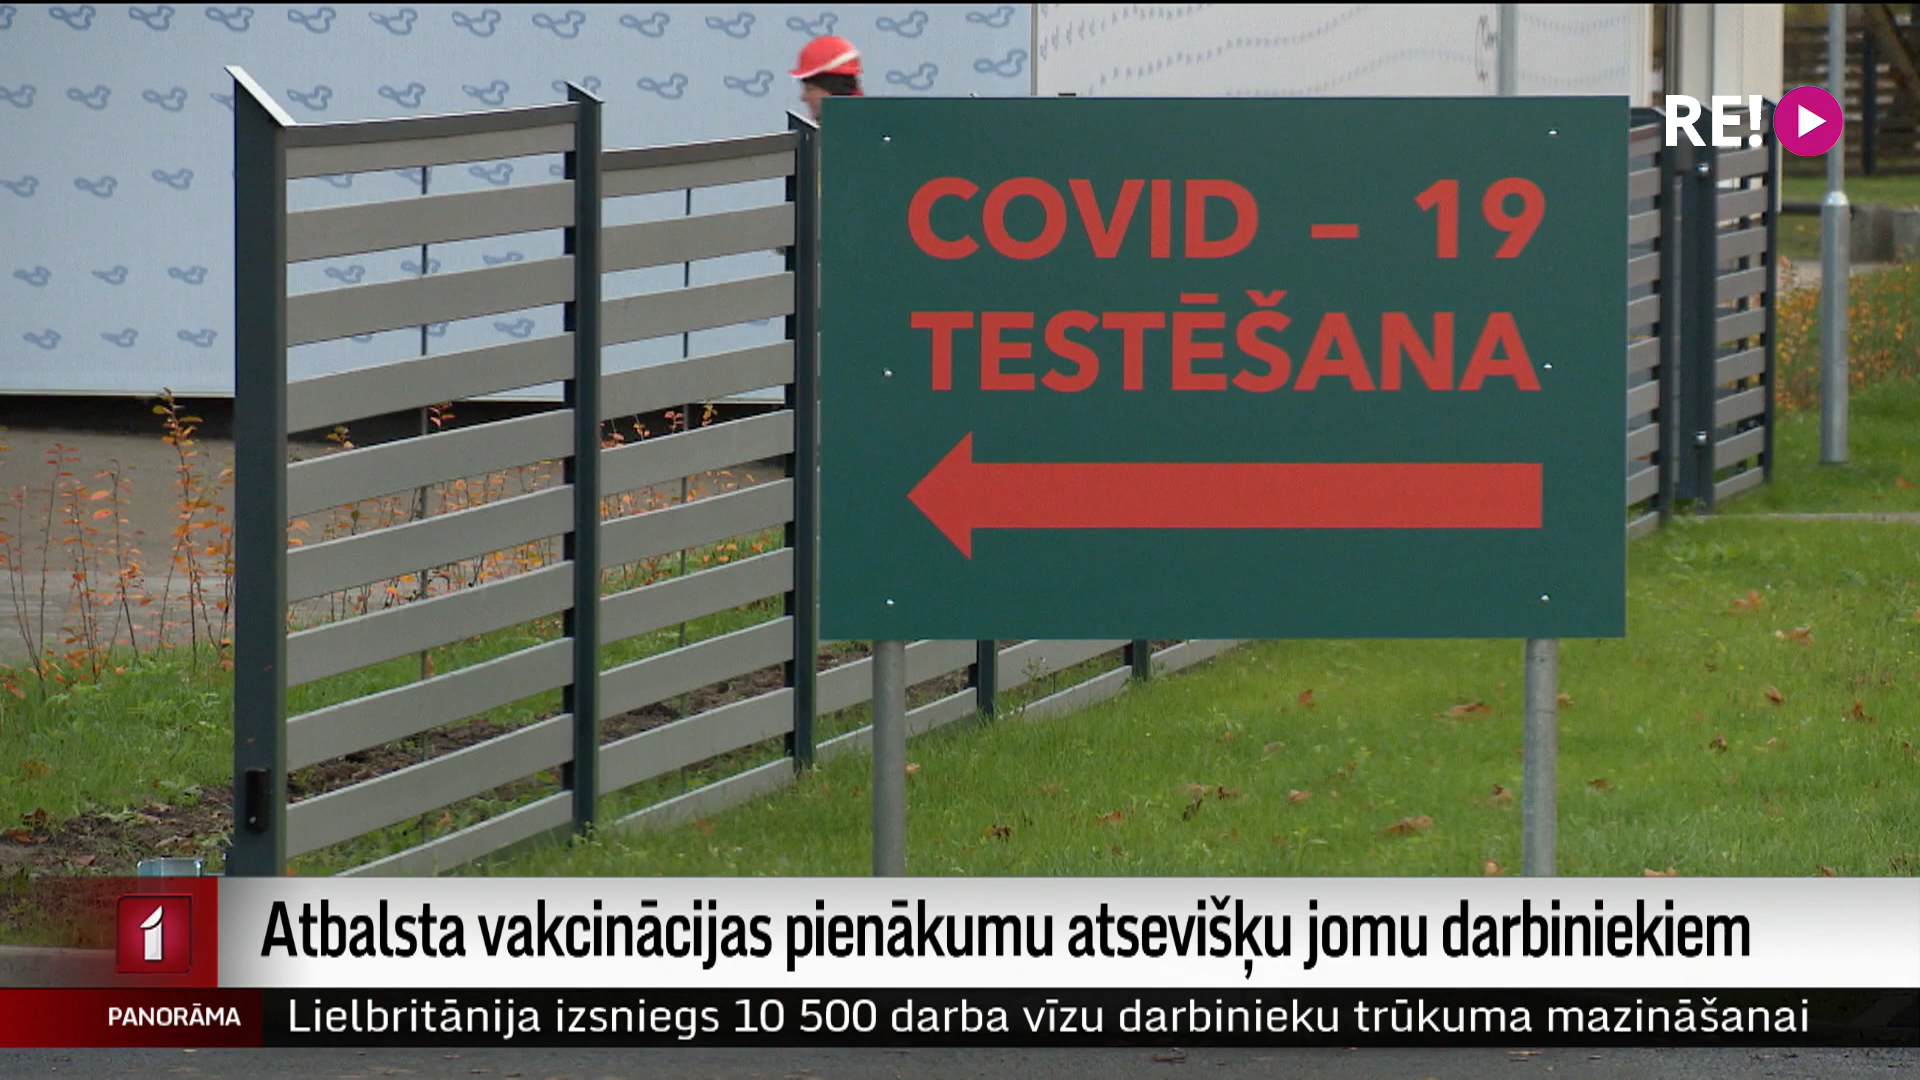 RE!
COVID – 19
TESTĒŠANA
1
Atbalsta vakcinācijas pienākumu atsevišķu jomu darbiniekiem
PANORĀMA
Lielbritānija izsniegs 10 500 darba vīzu darbinieku trūkuma mazināšanai